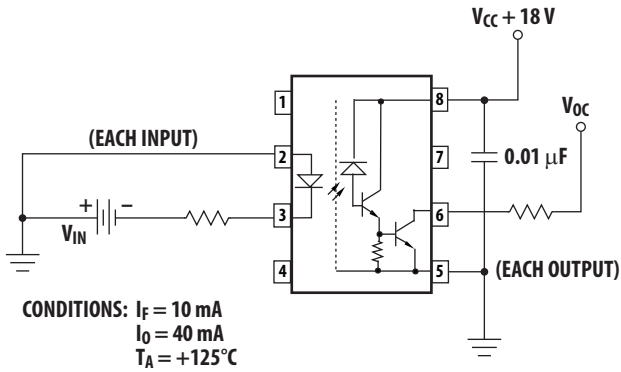 VCC + 18 V
VOC
1
8
(EACH INPUT)
2
7
0.01 μF
+
−
VIN
3
6
4
5
(EACH OUTPUT)
CONDITIONS: IF = 10 mA
IO = 40 mA
TA = +125°C